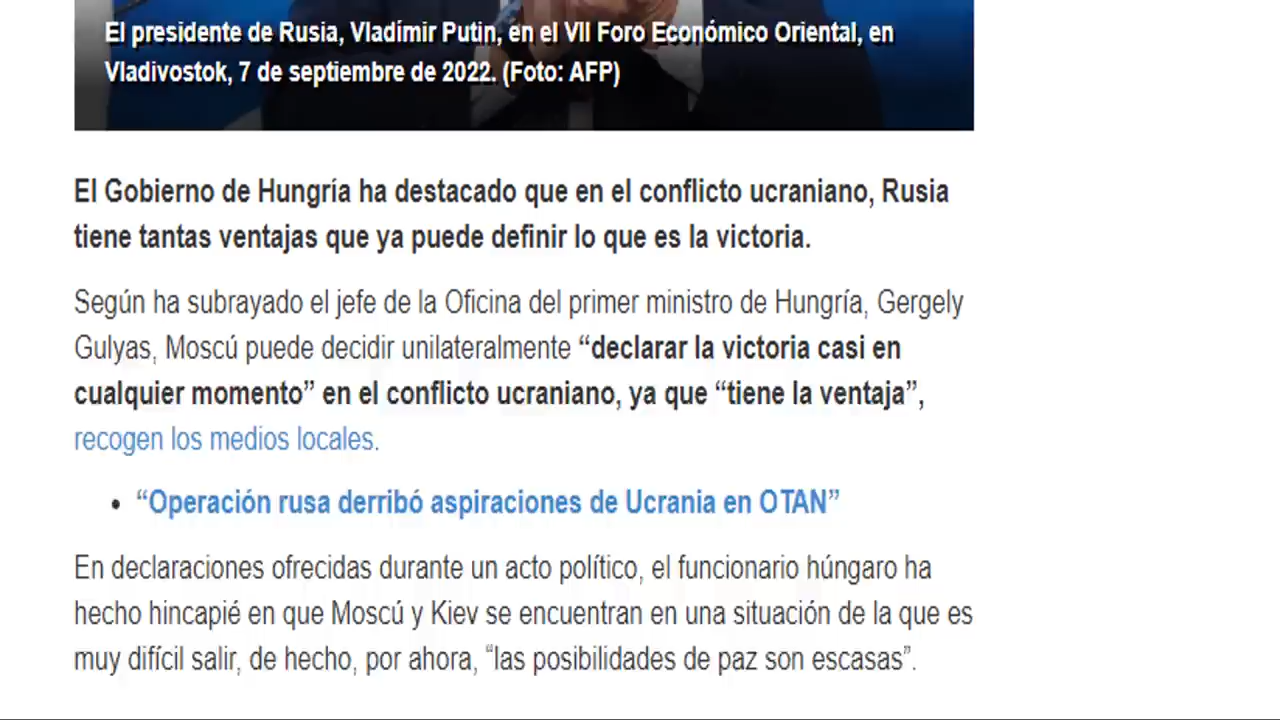 El presidente de Rusia, Vladímir Putin, en el VII Foro Económico Oriental, en
Vladivostok, 7 de septiembre de 2022. (Foto: AFP)
El Gobierno de Hungría ha destacado que en el conflicto ucraniano, Rusia
tiene tantas ventajas que ya puede definir lo que es la victoria.
Según ha subrayado el jefe de la Oficina del primer ministro de Hungría, Gergely
Gulyas, Moscú puede decidir unilateralmente “declarar la victoria casi en
cualquier momento” en el conflicto ucraniano, ya que “tiene la ventaja”,
recogen los medios locales.
• “Operación rusa derribó aspiraciones de Ucrania en OTAN”
En declaraciones ofrecidas durante un acto político, el funcionario húngaro ha
hecho hincapié en que Moscú y Kiev se encuentran en una situación de la que es
muy difícil salir, de hecho, por ahora, “las posibilidades de paz son escasas”.